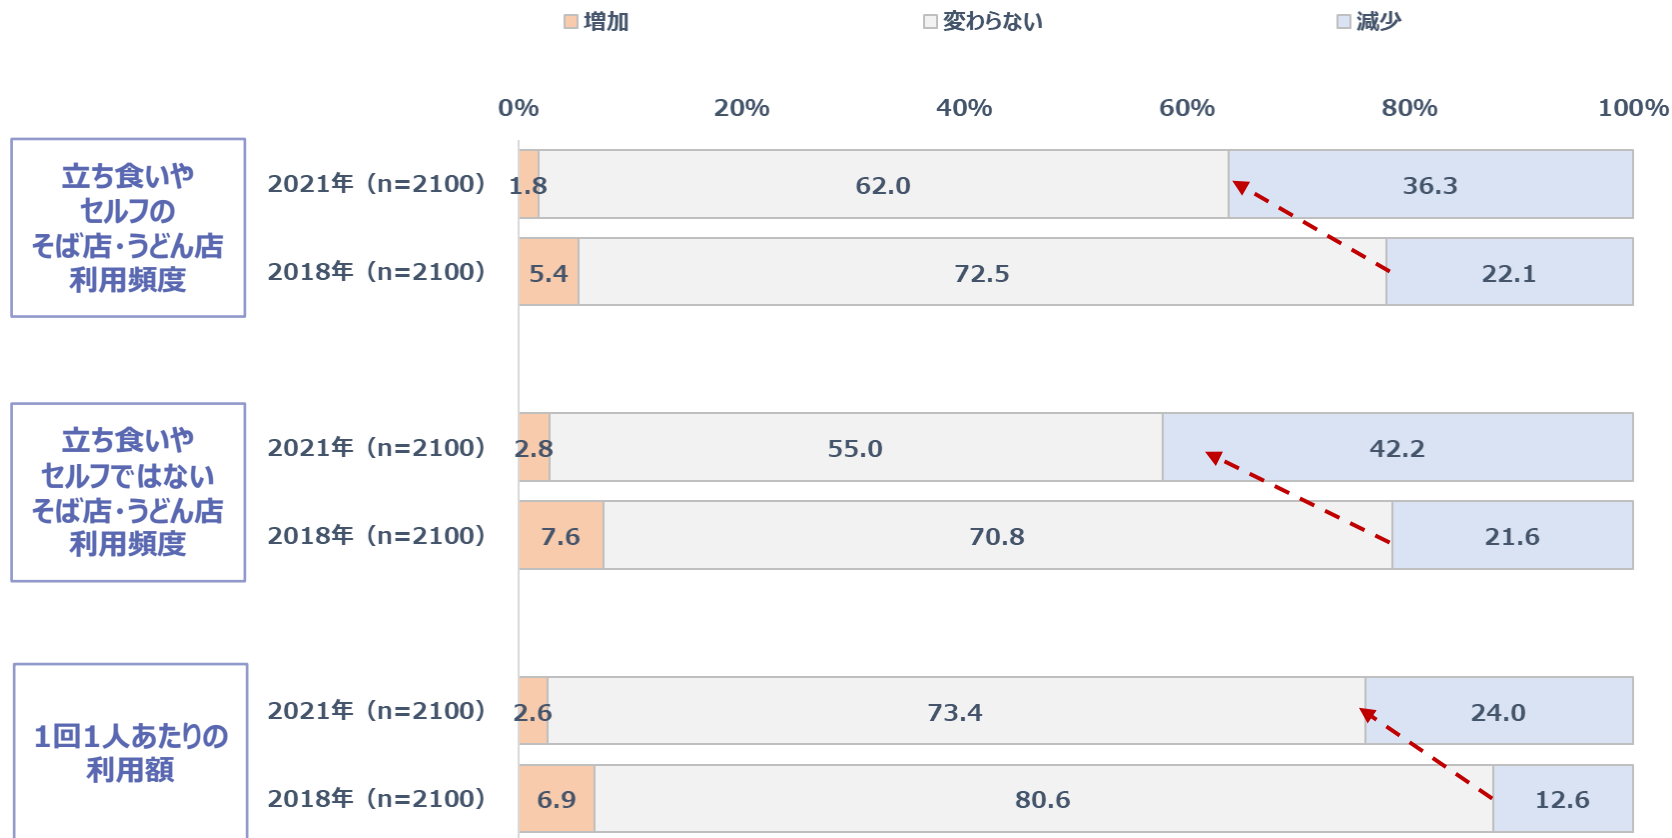 増加 変わらない 減少
0% 20% 40% 60% 80% 100%
立ち食いや
セルフの
そば店・うどん店
利用頻度
2021年（n=2100） 1.8 62.0 36.3
2018年（n=2100） 5.4 72.5 22.1
立ち食いや
セルフではない
そば店・うどん店
利用頻度
2021年（n=2100） 2.8 55.0 42.2
2018年（n=2100） 7.6 70.8 21.6
1回1人あたりの
利用額
2021年（n=2100） 2.6 73.4 24.0
2018年（n=2100） 6.9 80.6 12.6